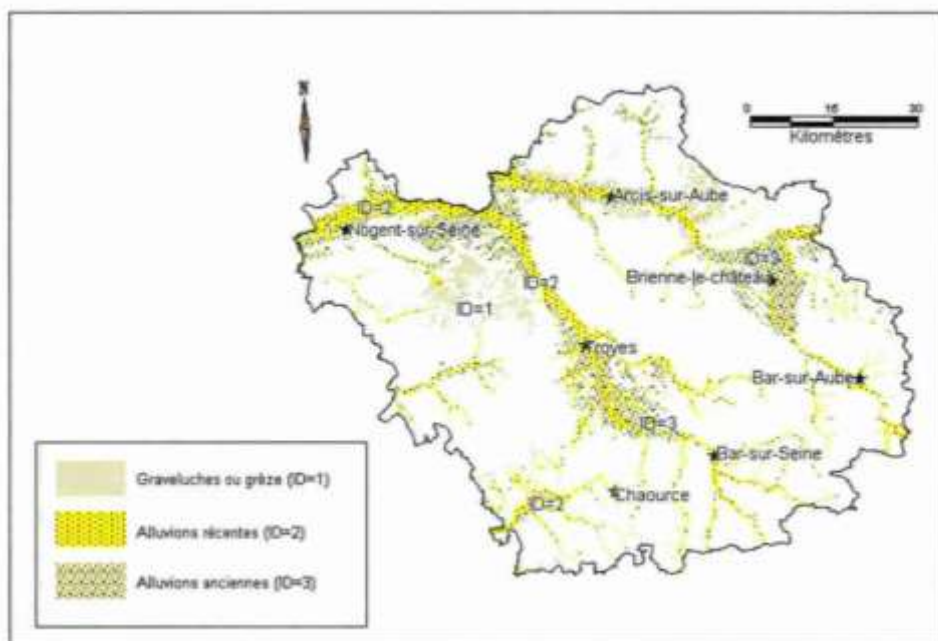 N
0 15 30
Kilomètres
Arcis-sur-Aube
ID=2
Nogent-sur-Seine
ID=3
Brienne-le-château
ID=2
ID=1
Troyes
Bar-sur-Aube
ID=3
Bar-sur-Seine
Chaource
ID=2
Graveluches ou grèze (ID=1)
Alluvions récentes (ID=2)
Alluvions anciennes (ID=3)